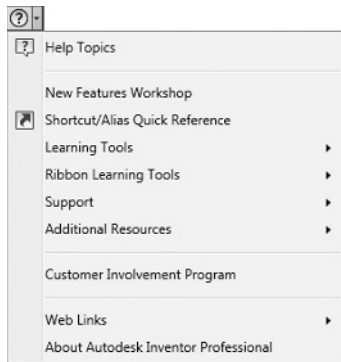 Help Topics
New Features Workshop
Shortcut/Alias Quick Reference
Learning Tools
Ribbon Learning Tools
Support
Additional Resources
Customer Involvement Program
Web Links
About Autodesk Inventor Professional